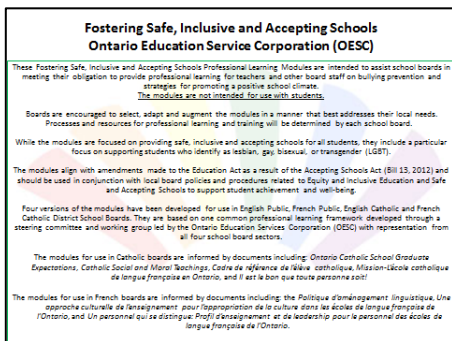 Fostering Safe, Inclusive and Accepting Schools
Ontario Education Service Corporation (OESC)
These Fostering Safe, Inclusive and Accepting Schools Professional Learning Modules are intended to assist school boards in
meeting their obligation to provide professional learning for teachers and other board staff on bullying prevention and
strategies for promoting a positive school climate.
The modules are not intended for use with students.
Boards are encouraged to select, adapt and augment the modules in a manner that best addresses their local needs.
Processes and resources for professional learning and training will be determined by each school board.
While the modules are focused on providing safe, inclusive and accepting schools for all students, they include a particular
focus on supporting students who identify as lesbian, gay, bisexual, or transgender (LGBT).
The modules align with amendments made to the Education Act as a result of the Accepting Schools Act (Bill 13, 2012) and
should be used in conjunction with local board policies and procedures related to Equity and Inclusive Education and Safe
and Accepting Schools to support student achievement and well-being.
Four versions of the modules have been developed for use in English Public, French Public, English Catholic and French
Catholic District School Boards. They are based on one common professional learning framework developed through a
steering committee and working group led by the Ontario Education Services Corporation (OESC) with representation from
all four school board sectors.
The modules for use in Catholic boards are informed by documents including: Ontario Catholic School Graduate
Expectations, Catholic Social and Moral Teachings, Cadre de référence de l'élève catholique, Mission-L'école catholique
de langue française en Ontario, and Il est bon que toute personne soit!
The modules for use in French boards are informed by documents including: the Politique d'aménagement linguistique, Une
approche culturelle de l'enseignement pour l'appropriation de la culture dans les écoles de langue française de
l'Ontario, and Un personnel qui se distingue: Profil d'enseignement et de leadership pour le personnel des écoles de
langue française de l'Ontario.